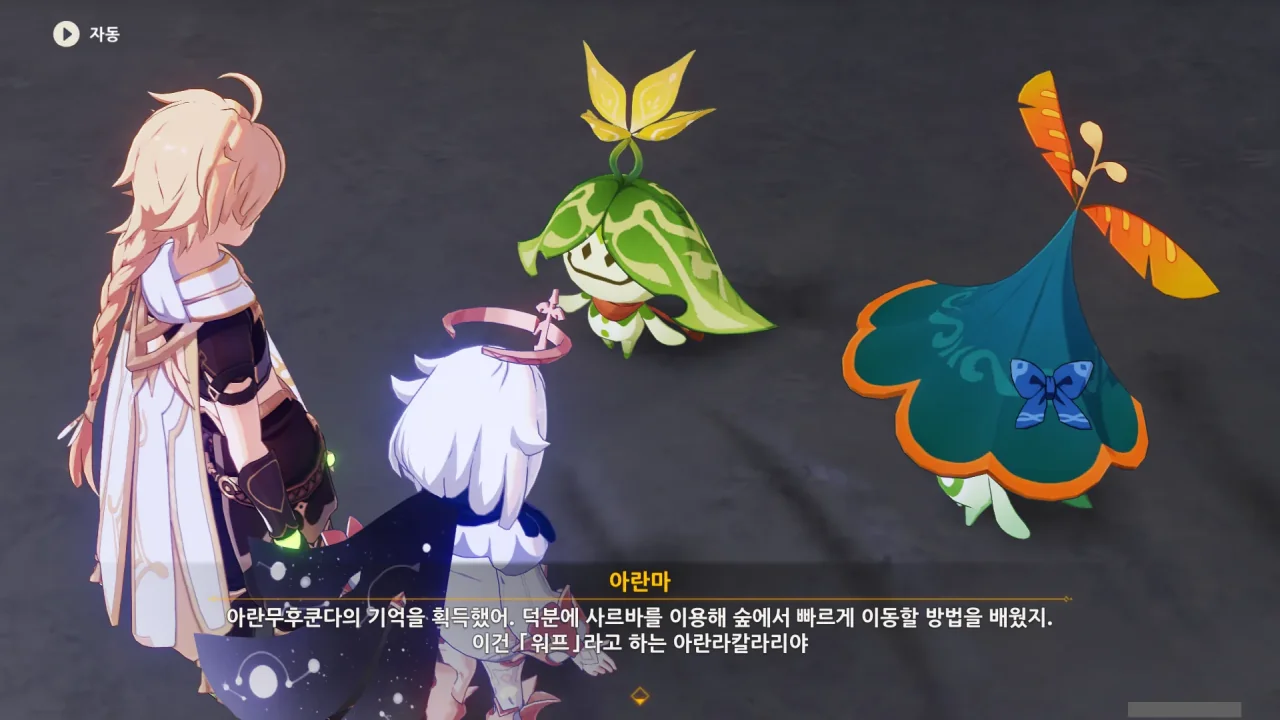 자동
아란마
아란무후쿤다의 기억을 획득했어. 덕분에 사르바를 이용해 숲에서 빠르게 이동할 방법을 배웠지.
이건 「워프」라고 하는 아란라칼라리야